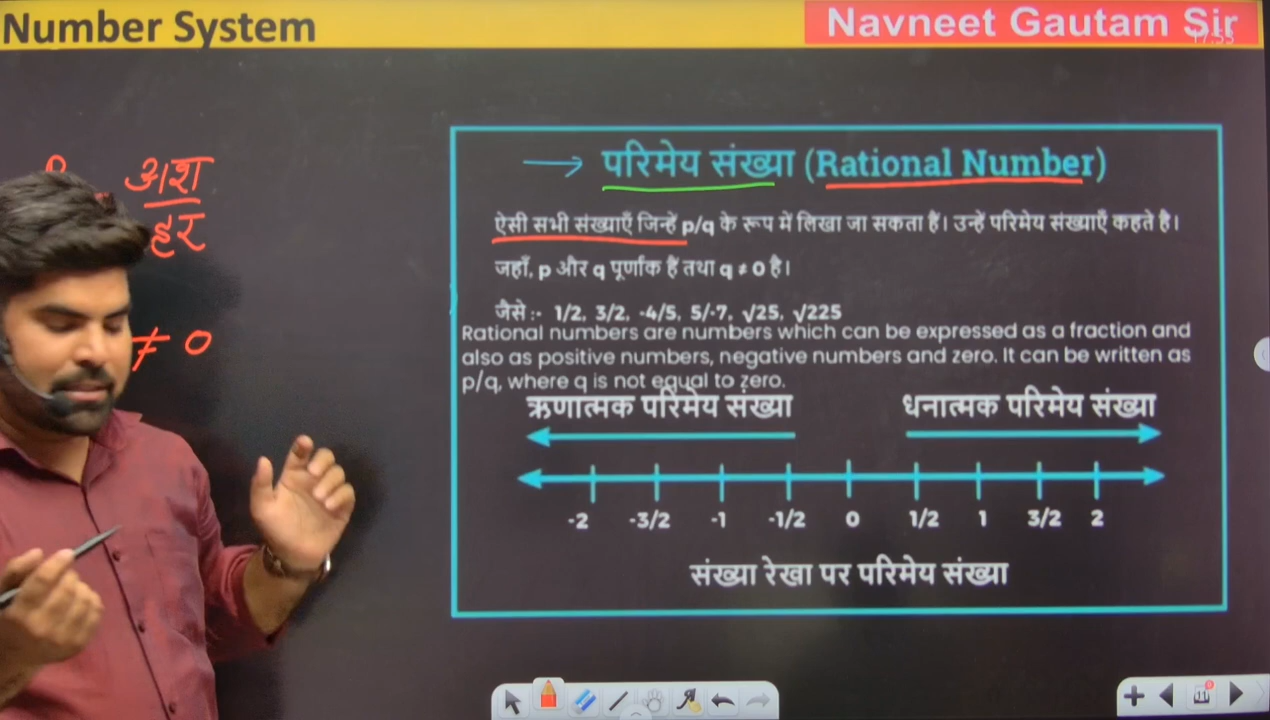 Number System
Navneet Gautam Sir
17:55
अंश
हर
≠ 0
→ परिमेय संख्या (Rational Number)
ऐसी सभी संख्याएँ जिन्हें p/q के रूप में लिखा जा सकता है। उन्हें परिमेय संख्याएँ कहते है।
जहाँ, p और q पूर्णांक हैं तथा q ≠ 0 है।
जैसे :- 1/2, 3/2, -4/5, 5/-7, √25, √225
Rational numbers are numbers which can be expressed as a fraction and
also as positive numbers, negative numbers and zero. It can be written as
p/q, where q is not equal to zero.
ऋणात्मक परिमेय संख्या धनात्मक परिमेय संख्या
-2 -3/2 -1 -1/2 0 1/2 1 3/2 2
संख्या रेखा पर परिमेय संख्या
11